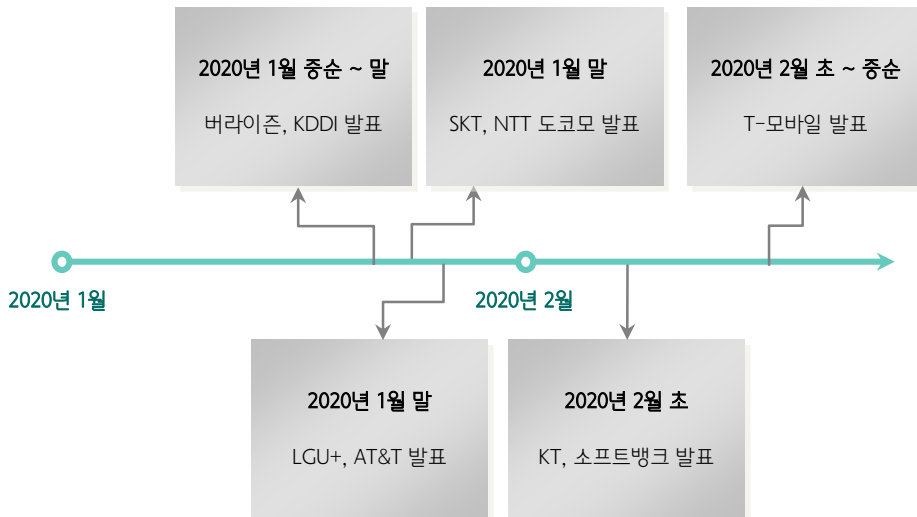 2020년 1월 중순 ~ 말
버라이즌, KDDI 발표
2020년 1월 말
SKT, NTT 도코모 발표
2020년 2월 초 ~ 중순
T-모바일 발표
2020년 1월
2020년 2월
2020년 1월 말
LGU+, AT&T 발표
2020년 2월 초
KT, 소프트뱅크 발표